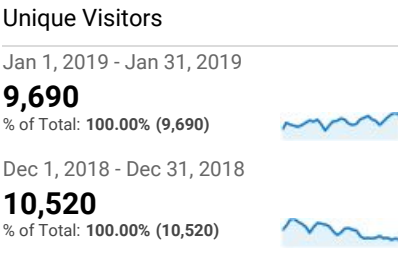 Unique Visitors
Jan 1, 2019 - Jan 31, 2019
9,690
% of Total: 100.00% (9,690)
Dec 1, 2018 - Dec 31, 2018
10,520
% of Total: 100.00% (10,520)